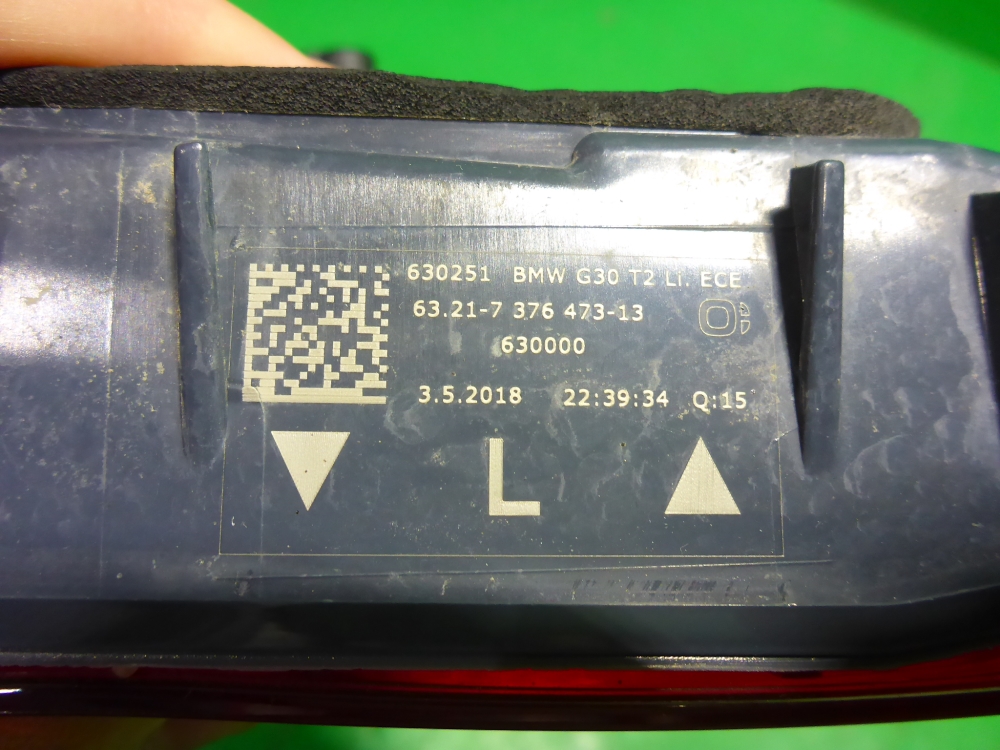 630251 BMW G30 T2 Li. ECE
63.21-7 376 473-13
630000
3.5.2018 22:39:34 Q:15
L